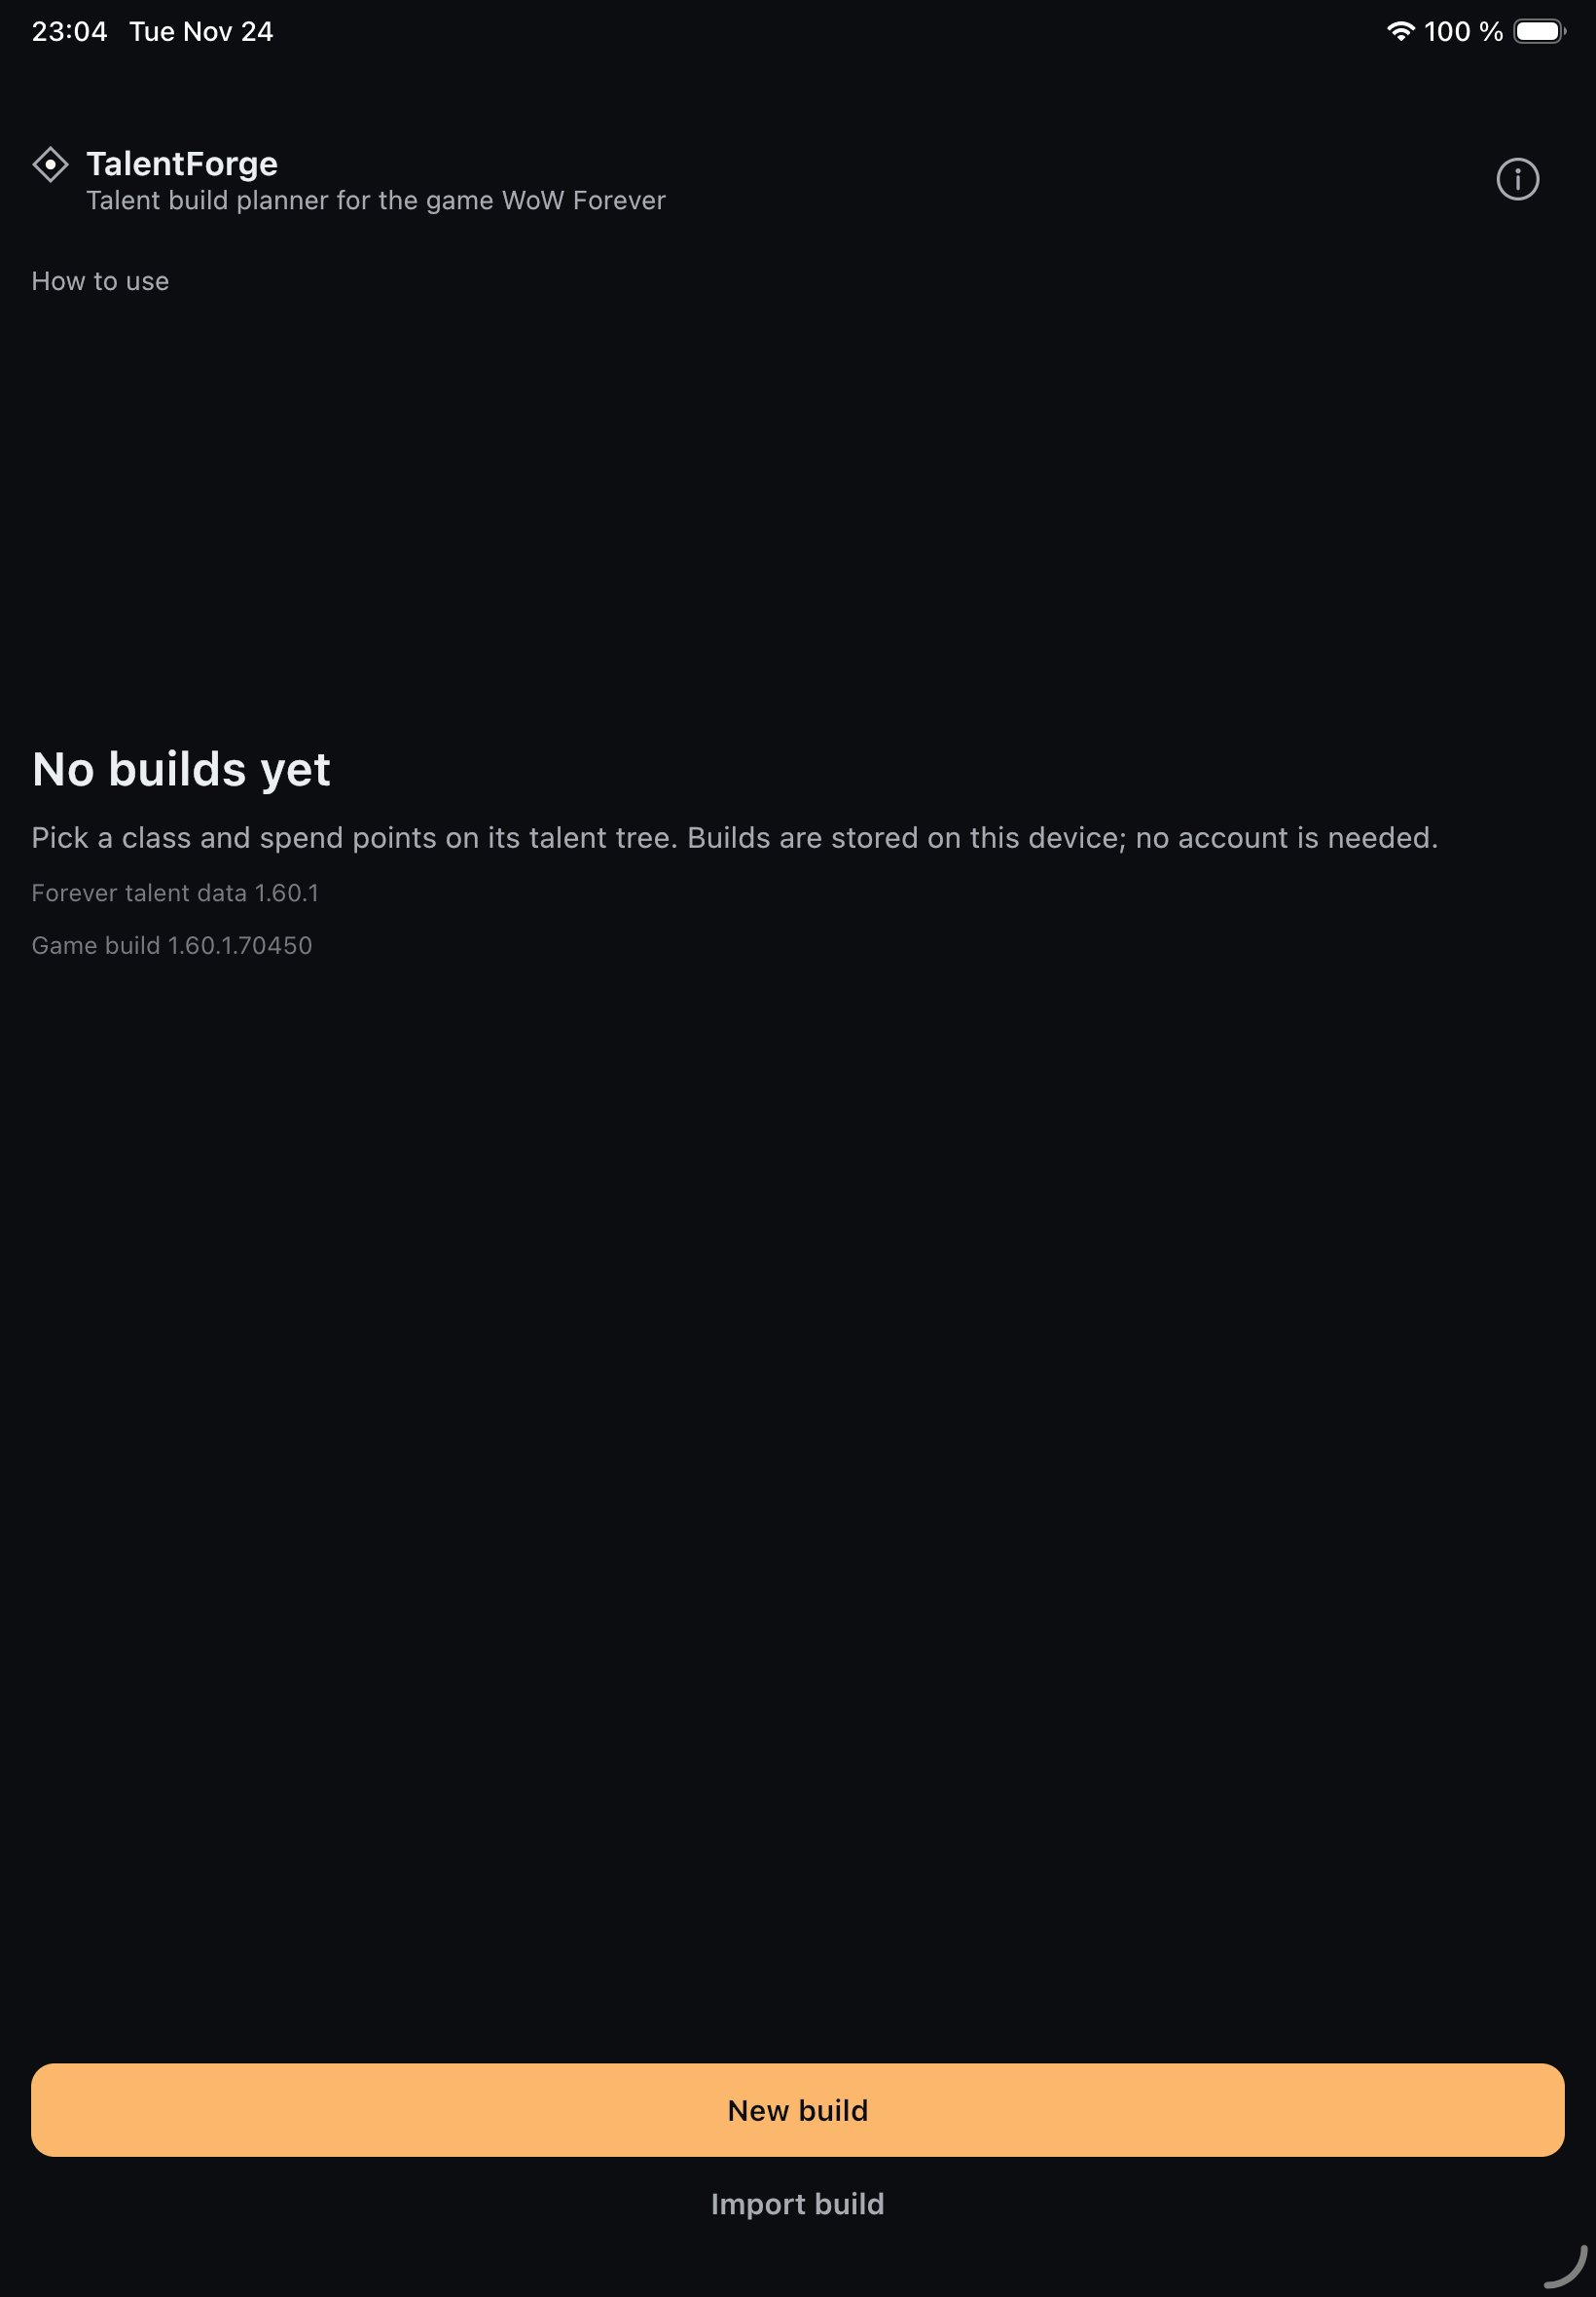 23:04 Tue Nov 24
100 %
TalentForge
Talent build planner for the game WoW Forever
How to use
No builds yet
Pick a class and spend points on its talent tree. Builds are stored on this device; no account is needed.
Forever talent data 1.60.1
Game build 1.60.1.70450
New build
Import build